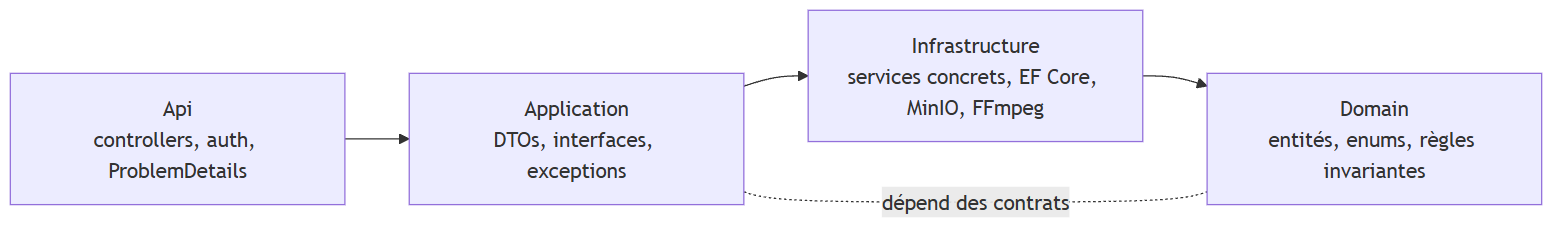 Api
controllers, auth,
ProblemDetails
Application
DTOs, interfaces,
exceptions
Infrastructure
services concrets, EF Core,
MinIO, FFmpeg
Domain
entités, enums, règles
invariantes
dépend des contrats